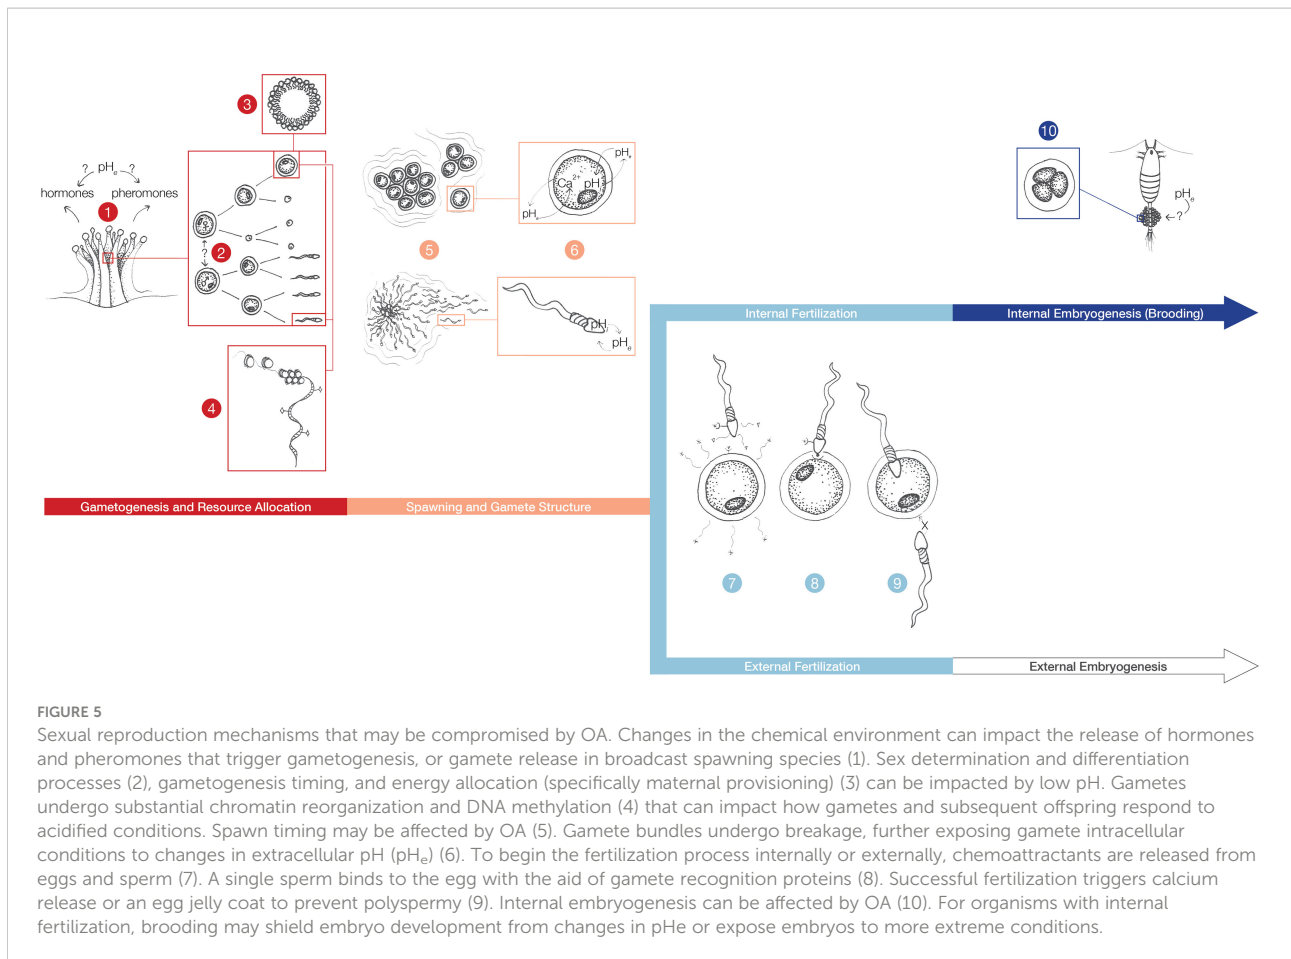 3
10
? pHe ?
hormones pheromones
1
2
?
Ca2+ pHi
pHe
pHe
5
6
pHe
?
pHi
pHe
4
Internal Fertilization
Internal Embryogenesis (Brooding)
Gametogenesis and Resource Allocation
Spawning and Gamete Structure
X
7
8
9
External Fertilization
External Embryogenesis
FIGURE 5
Sexual reproduction mechanisms that may be compromised by OA. Changes in the chemical environment can impact the release of hormones
and pheromones that trigger gametogenesis, or gamete release in broadcast spawning species (1). Sex determination and differentiation
processes (2), gametogenesis timing, and energy allocation (specifically maternal provisioning) (3) can be impacted by low pH. Gametes
undergo substantial chromatin reorganization and DNA methylation (4) that can impact how gametes and subsequent offspring respond to
acidified conditions. Spawn timing may be affected by OA (5). Gamete bundles undergo breakage, further exposing gamete intracellular
conditions to changes in extracellular pH (pHe) (6). To begin the fertilization process internally or externally, chemoattractants are released from
eggs and sperm (7). A single sperm binds to the egg with the aid of gamete recognition proteins (8). Successful fertilization triggers calcium
release or an egg jelly coat to prevent polyspermy (9). Internal embryogenesis can be affected by OA (10). For organisms with internal
fertilization, brooding may shield embryo development from changes in pHe or expose embryos to more extreme conditions.